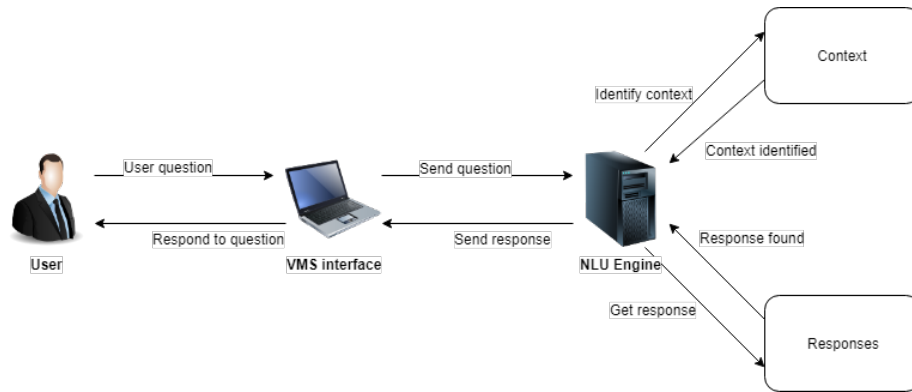 Context
Identify context
Context identified
User question
Send question
Respond to question
Send response
Response found
User
VMS interface
NLU Engine
Get response
Responses